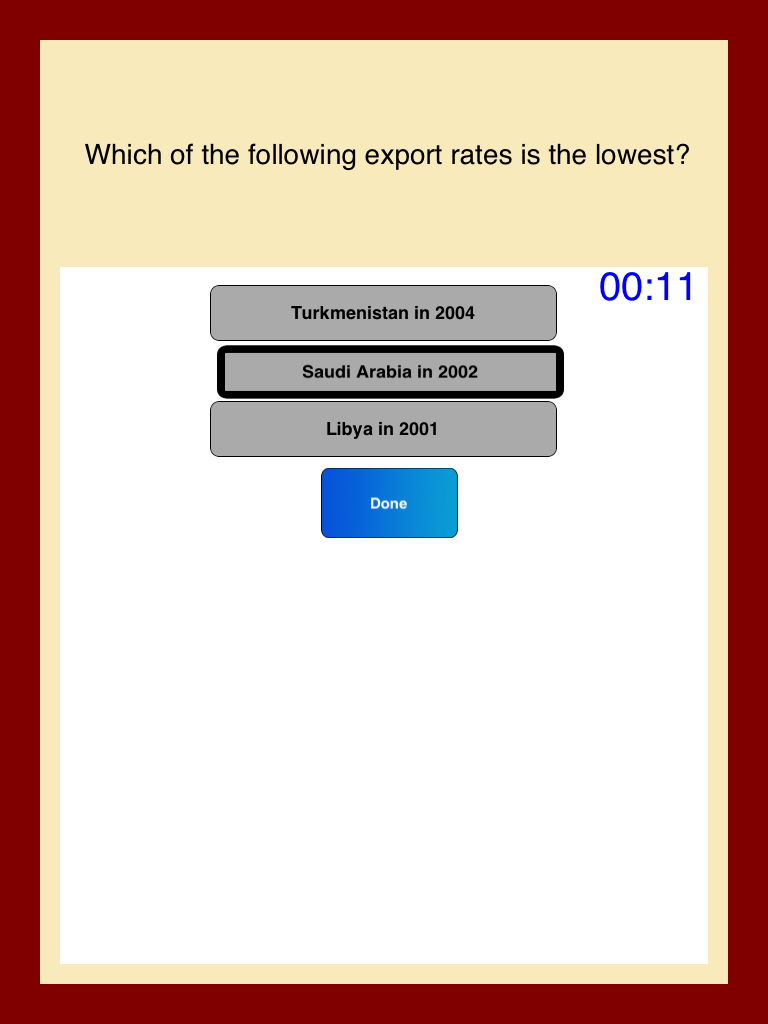 Which of the following export rates is the lowest?
00:11
Turkmenistan in 2004
Saudi Arabia in 2002
Libya in 2001
Done